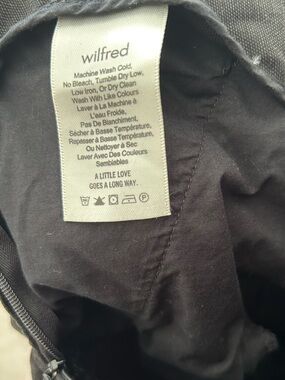 wilfred
Machine Wash Cold,
No Bleach, Tumble Dry Low,
Low Iron, Or Dry Clean
Wash With Like Colours
Laver à La Machine à
L'eau Froide,
Pas De Blanchiment,
Sécher à Basse Température,
Repasser à Basse Température,
Ou Nettoyer à Sec
Laver Avec Des Couleurs
Semblables
A LITTLE LOVE
GOES A LONG WAY.